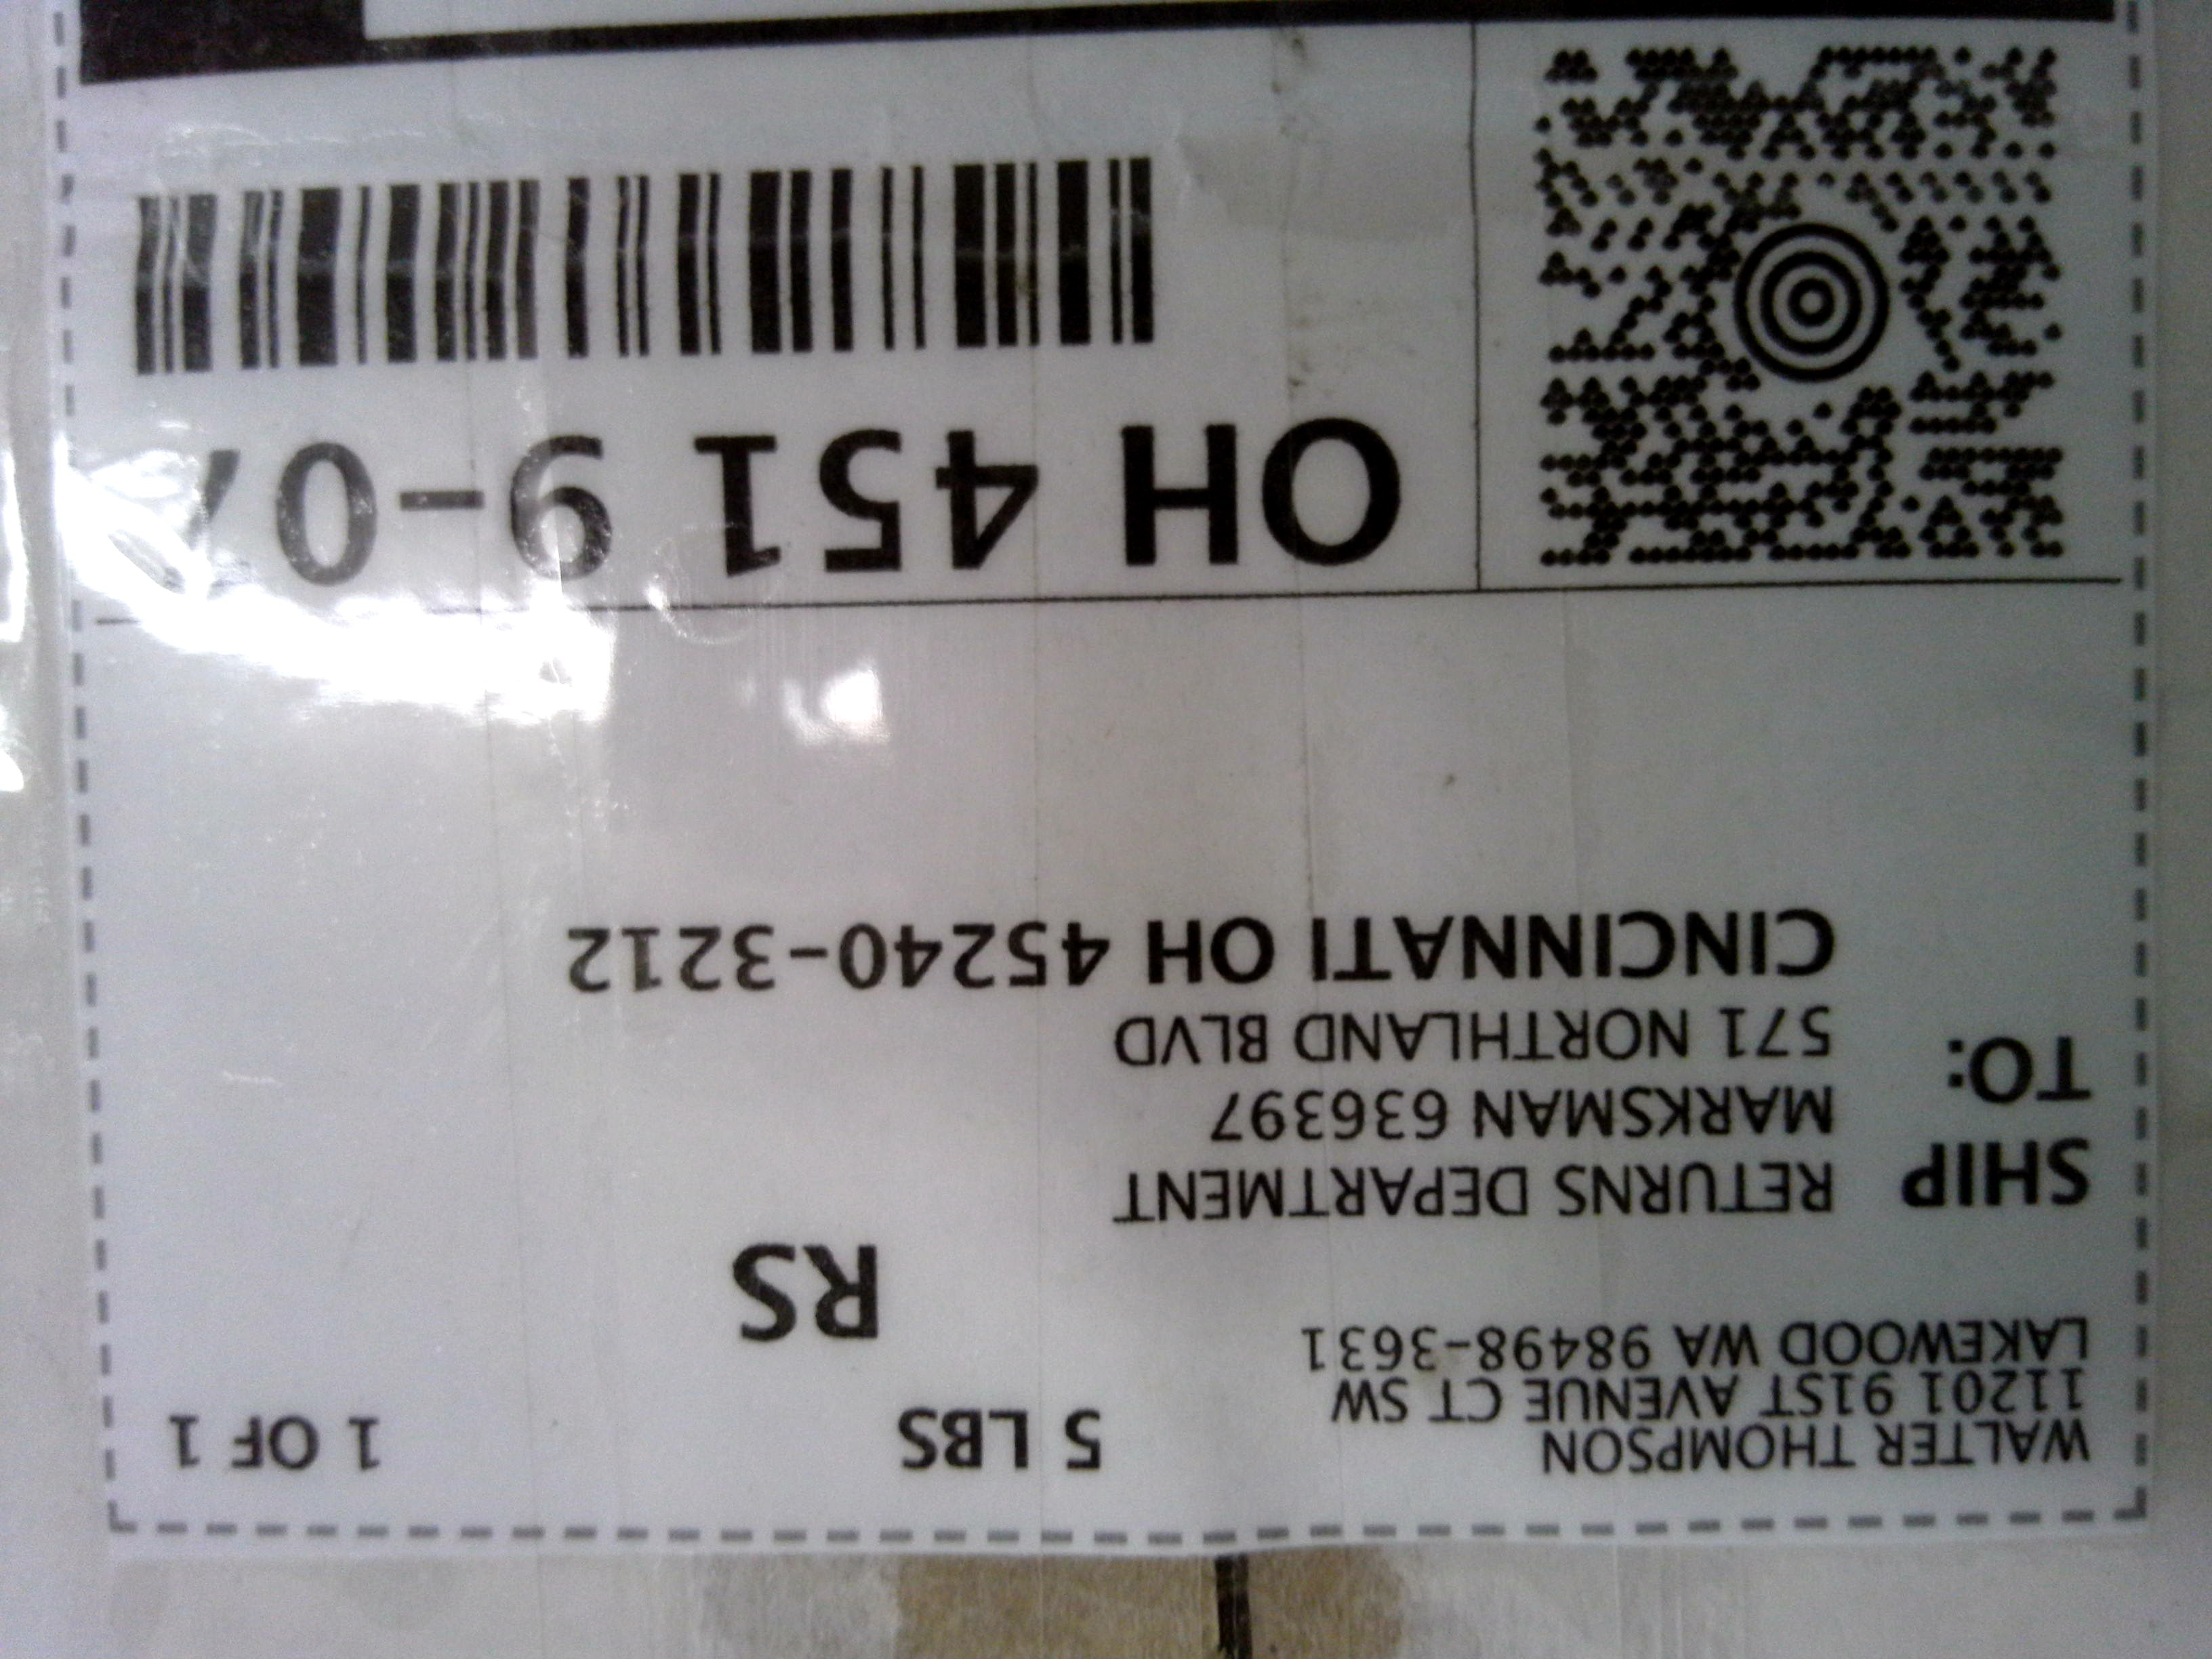 WALTER THOMPSON
11201 91ST AVENUE CT SW
LAKEWOOD WA 98498-3631
5 LBS
1 OF 1
RS
SHIP
TO:
RETURNS DEPARTMENT
MARKSMAN 636397
571 NORTHLAND BLVD
CINCINNATI OH 45240-3212
OH 451 9-07